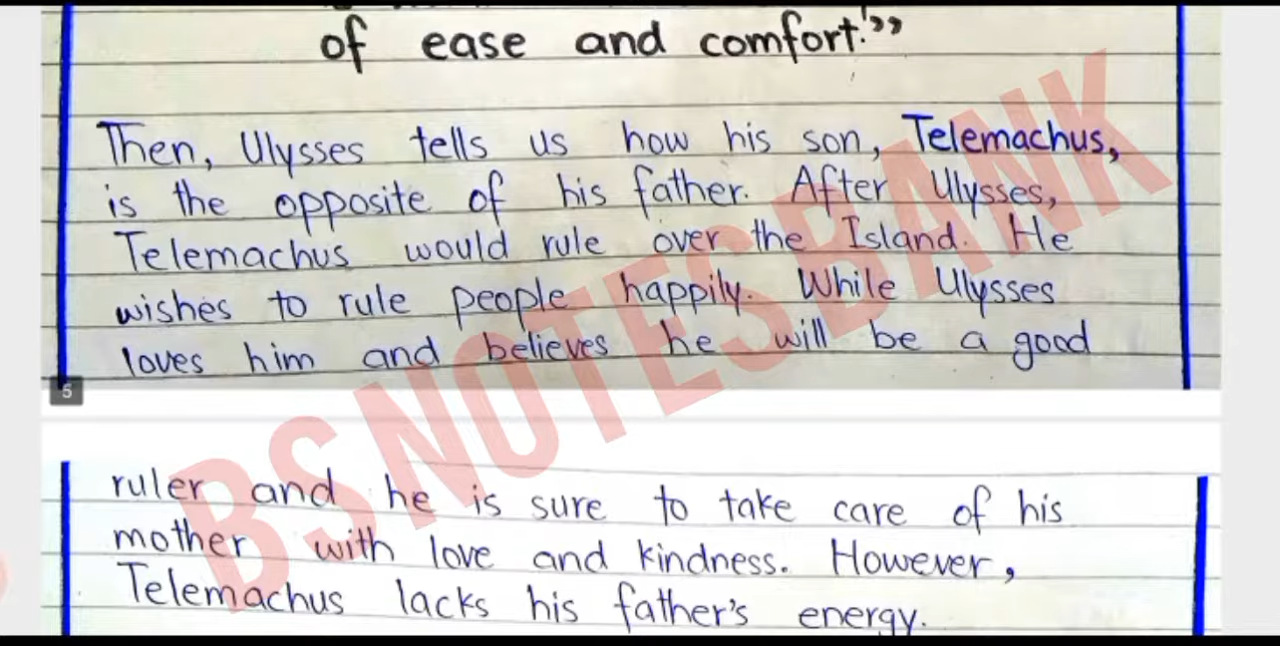 of ease and comfort!"
Then, Ulysses tells us how his son, Telemachus,
is the opposite of his father. After Ulysses,
Telemachus would rule over the Island. He
wishes to rule people happily. While Ulysses
loves him and believes he will be a good
5
ruler and he is sure to take care of his
mother with love and kindness. However,
Telemachus lacks his father's energy.
BSNOTESBANK